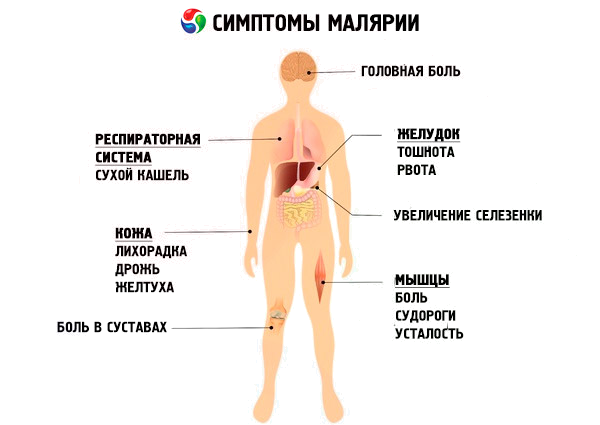 СИМПТОМЫ МАЛЯРИИ
ГОЛОВНАЯ БОЛЬ
РЕСПИРАТОРНАЯ
СИСТЕМА
СУХОЙ КАШЕЛЬ
ЖЕЛУДОК
ТОШНОТА
РВОТА
УВЕЛИЧЕНИЕ СЕЛЕЗЕНКИ
КОЖА
ЛИХОРАДКА
ДРОЖЬ
ЖЕЛТУХА
МЫШЦЫ
БОЛЬ
СУДОРОГИ
УСТАЛОСТЬ
БОЛЬ В СУСТАВАХ